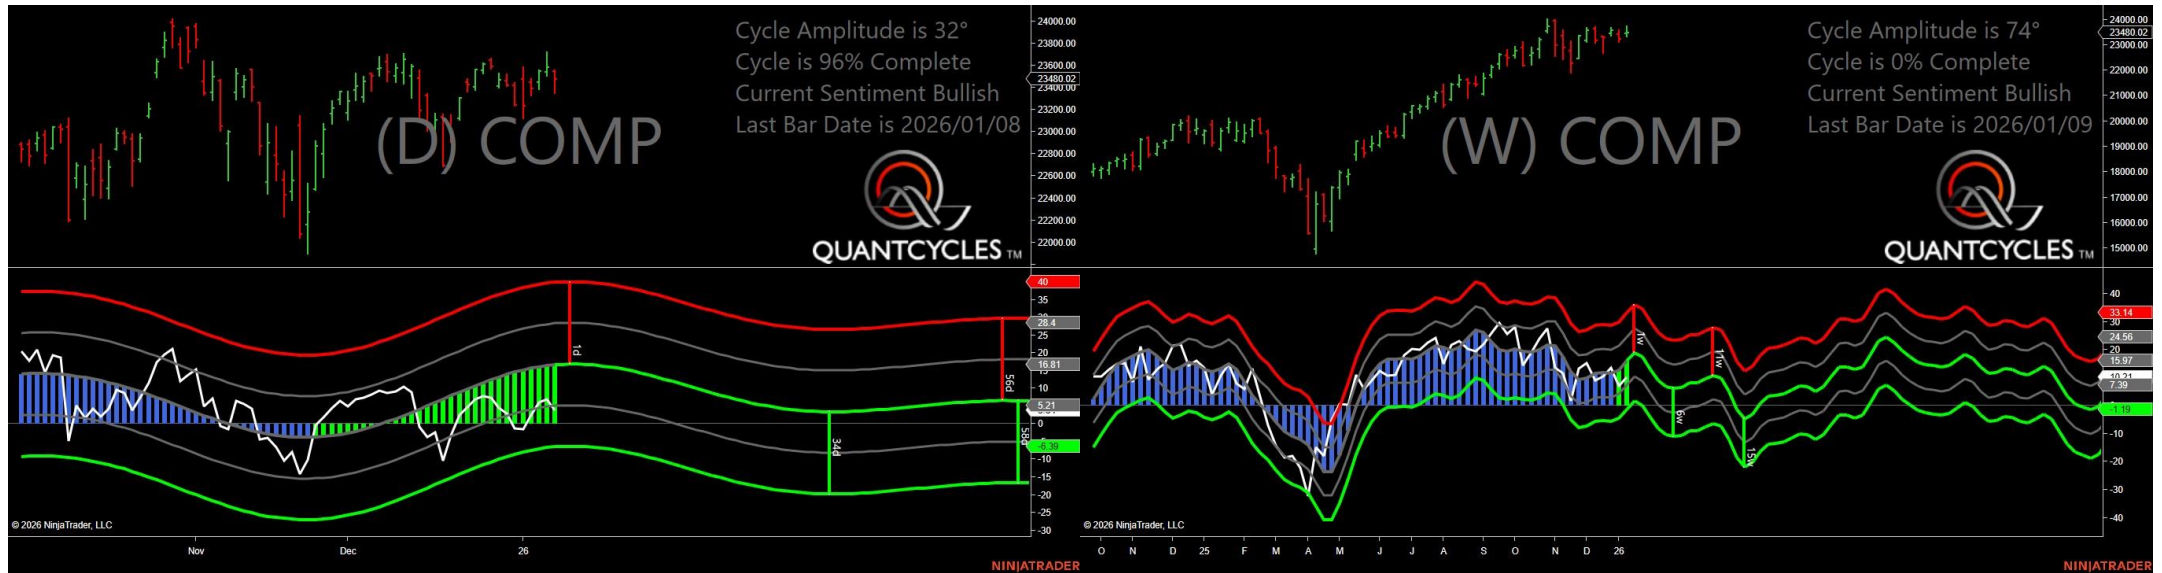 Cycle Amplitude is 32°
Cycle is 96% Complete
Current Sentiment Bullish
Last Bar Date is 2026/01/08
(D) COMP
QUANTCYCLES TM
24000.00
23800.00
23600.00
23480.02
23400.00
23200.00
23000.00
22800.00
22600.00
22400.00
22200.00
22000.00
40
35
28.4
25
20
16.81
10
5.21
0
-6.39
-10
-15
-20
-25
-30
1d
34d
56d
58d
© 2026 NinjaTrader, LLC
Nov
Dec
26
NINJATRADER
Cycle Amplitude is 74°
Cycle is 0% Complete
Current Sentiment Bullish
Last Bar Date is 2026/01/09
(W) COMP
QUANTCYCLES TM
24000.00
23480.02
23000.00
22000.00
21000.00
20000.00
19000.00
18000.00
17000.00
16000.00
15000.00
40
33.14
30
24.56
20
15.97
10.21
7.39
-1.19
-10
-20
-30
-40
1w
6w
11w
15w
© 2026 NinjaTrader, LLC
O N D 25 F M A M J J A S O N D 26
NINJATRADER